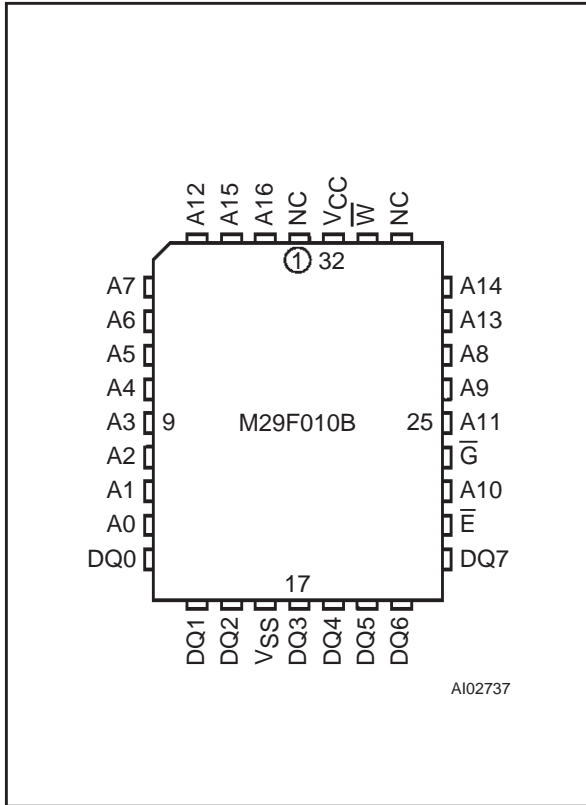 A12 A15 A16 NC VCC W̅ NC
① 32
A7 A14
A6 A13
A5 A8
A4 A9
A3 9 M29F010B 25 A11
A2 G̅
A1 A10
A0 E̅
DQ0 DQ7
17
DQ1 DQ2 VSS DQ3 DQ4 DQ5 DQ6
AI02737